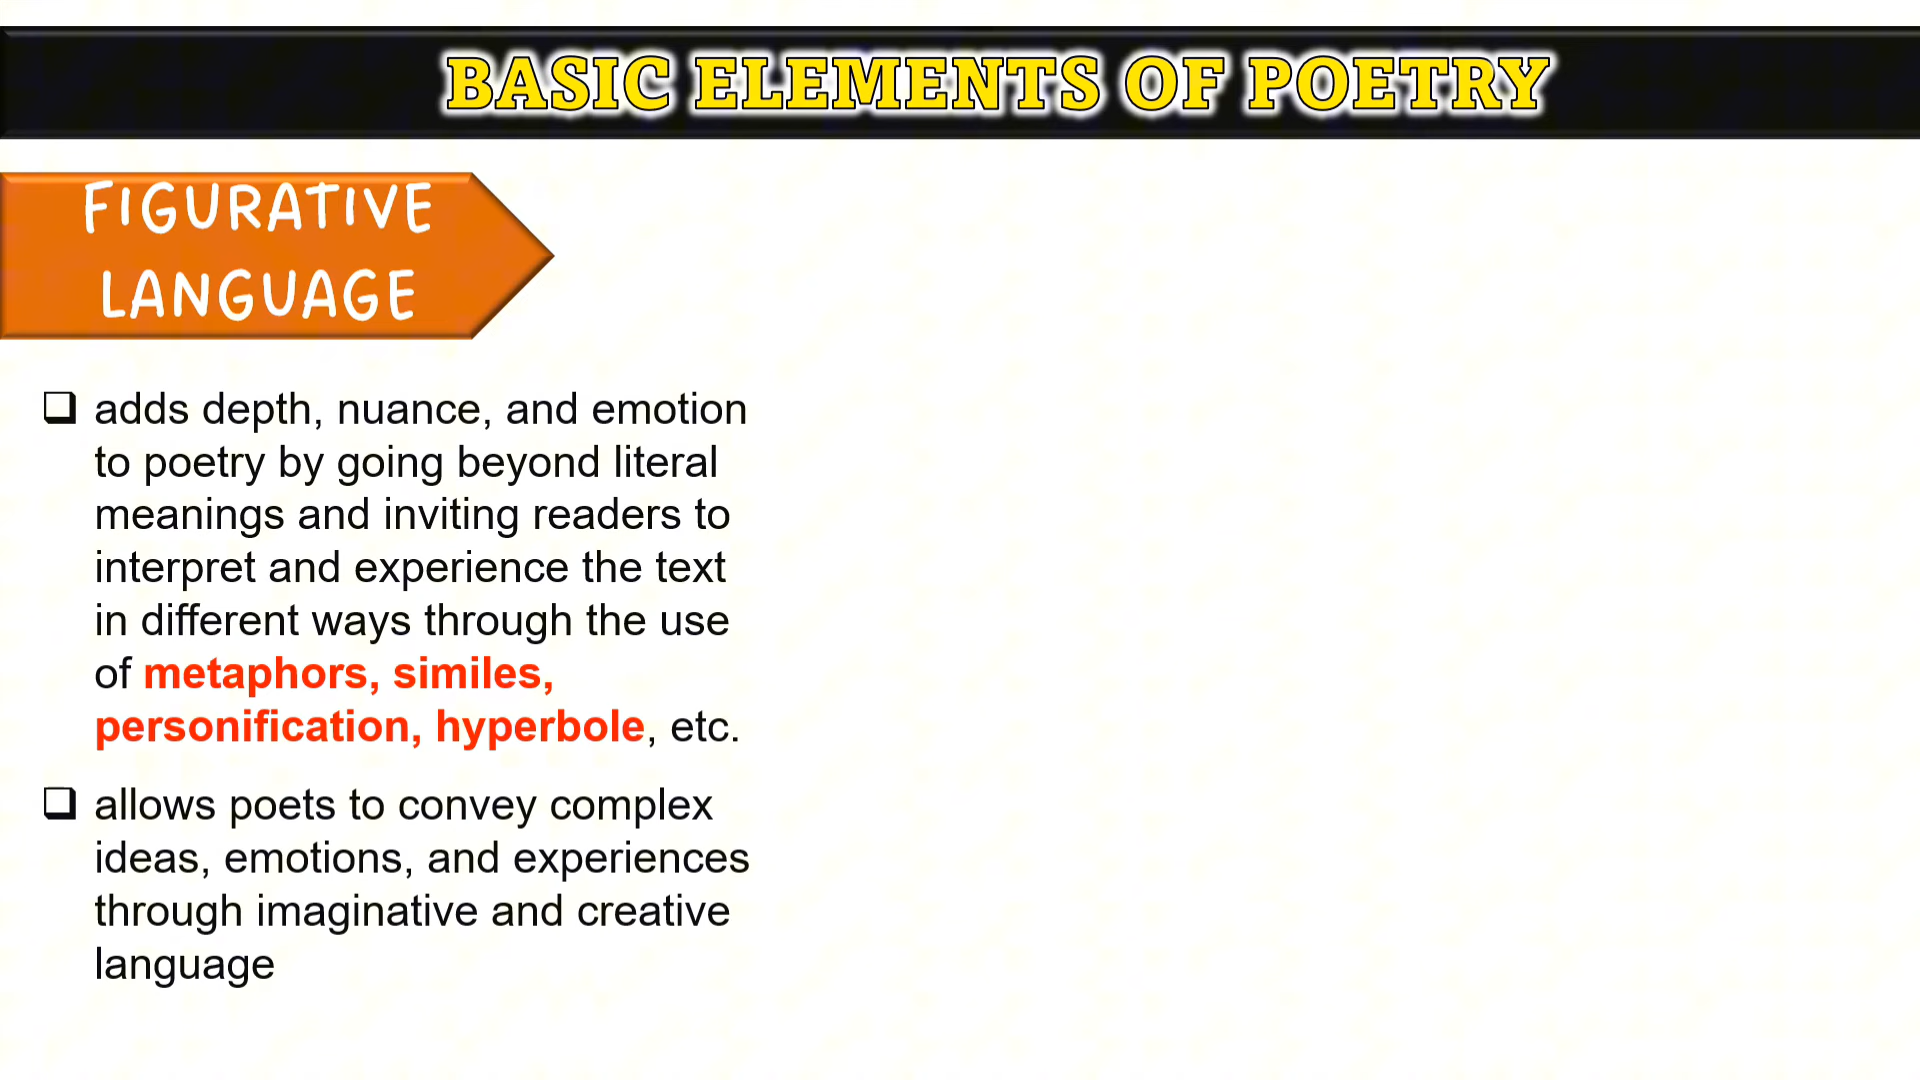 BASIC ELEMENTS OF POETRY
FIGURATIVE
LANGUAGE
❑ adds depth, nuance, and emotion
to poetry by going beyond literal
meanings and inviting readers to
interpret and experience the text
in different ways through the use
of metaphors, similes,
personification, hyperbole, etc.
❑ allows poets to convey complex
ideas, emotions, and experiences
through imaginative and creative
language